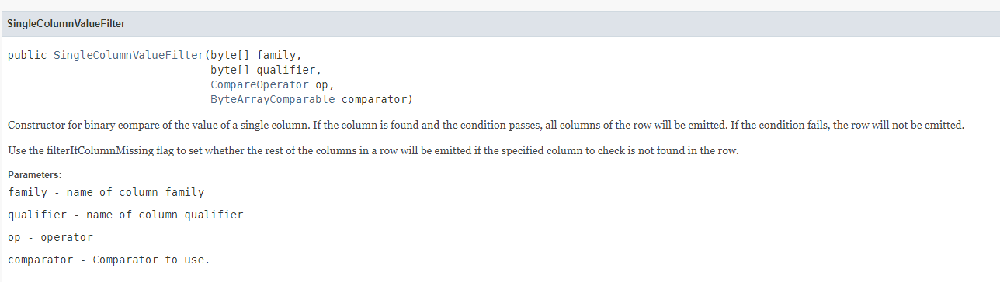 SingleColumnValueFilter
public SingleColumnValueFilter(byte[] family,
byte[] qualifier,
CompareOperator op,
ByteArrayComparable comparator)
Constructor for binary compare of the value of a single column. If the column is found and the condition passes, all columns of the row will be emitted. If the condition fails, the row will not be emitted.
Use the filterIfColumnMissing flag to set whether the rest of the columns in a row will be emitted if the specified column to check is not found in the row.
Parameters:
family - name of column family
qualifier - name of column qualifier
op - operator
comparator - Comparator to use.